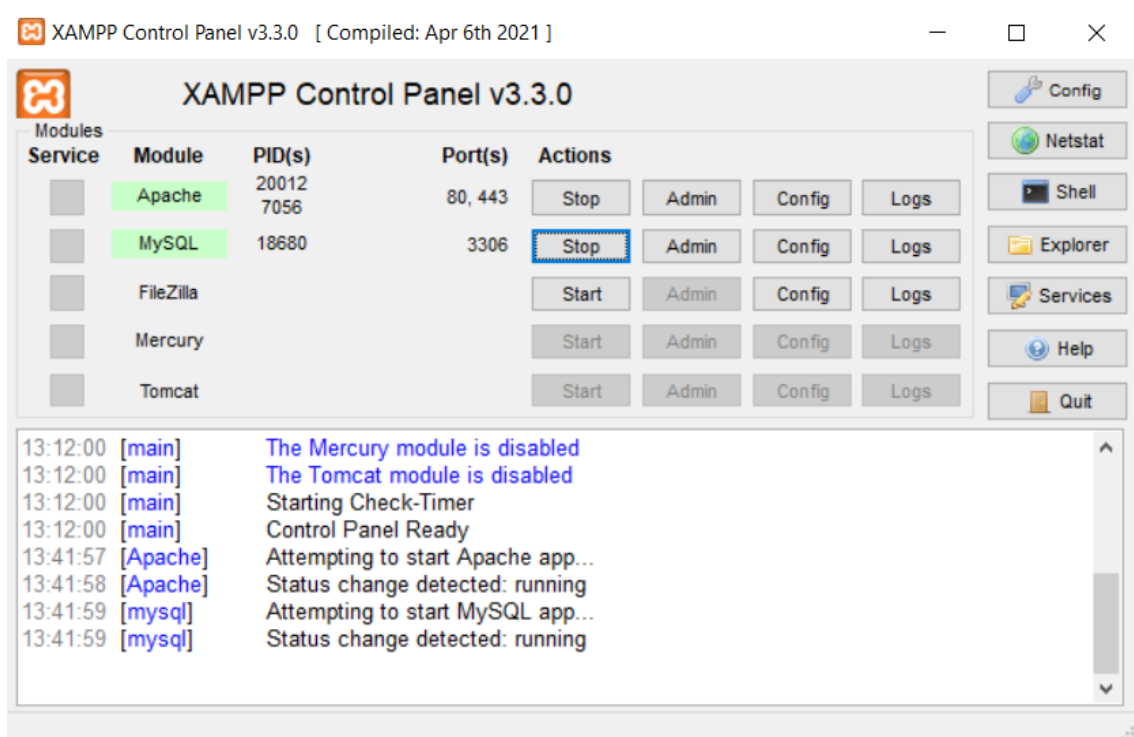 XAMPP Control Panel v3.3.0 [ Compiled: Apr 6th 2021 ]
XAMPP Control Panel v3.3.0
Config
Modules
Service Module PID(s) Port(s) Actions
Netstat
Apache 20012 7056 80, 443 Stop Admin Config Logs
Shell
MySQL 18680 3306 Stop Admin Config Logs
Explorer
FileZilla Start Admin Config Logs
Services
Mercury Start Admin Config Logs
Help
Tomcat Start Admin Config Logs
Quit
13:12:00 [main] The Mercury module is disabled
13:12:00 [main] The Tomcat module is disabled
13:12:00 [main] Starting Check-Timer
13:12:00 [main] Control Panel Ready
13:41:57 [Apache] Attempting to start Apache app...
13:41:58 [Apache] Status change detected: running
13:41:59 [mysql] Attempting to start MySQL app...
13:41:59 [mysql] Status change detected: running